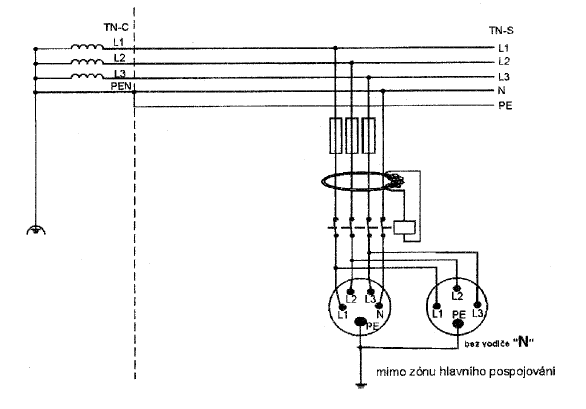 TN-C
TN-S
L1
L1
L2
L2
L3
L3
PEN
N
PE
L2
L3
L1
N
PE
L2
L1
PE
L3
bez vodiče "N"
mimo zónu hlavního pospojování